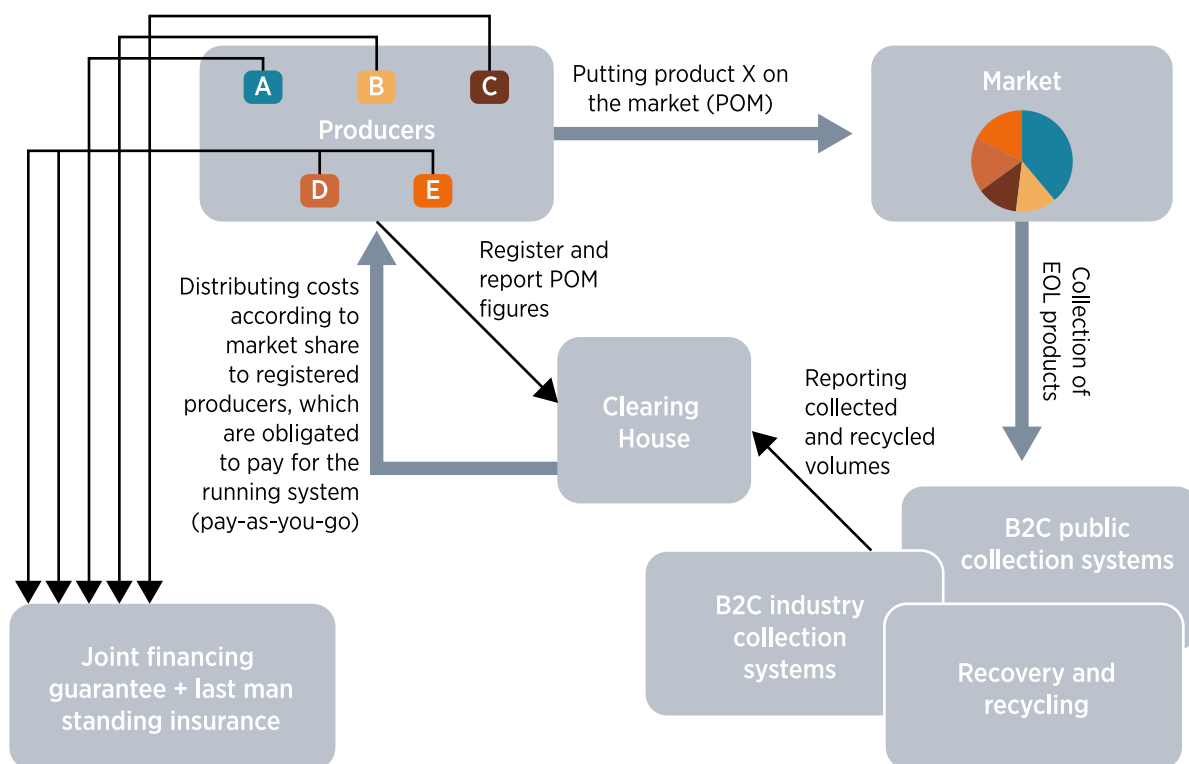 A
B
C
Producers
D
E
Putting product X on
the market (POM)
Market
Register and
report POM
figures
Distributing costs
according to
market share
to registered
producers, which
are obligated
to pay for the
running system
(pay-as-you-go)
Collection of
EOL products
Clearing
House
Reporting
collected
and recycled
volumes
B2C public
collection systems
B2C industry
collection
systems
Recovery and
recycling
Joint financing
guarantee + last man
standing insurance